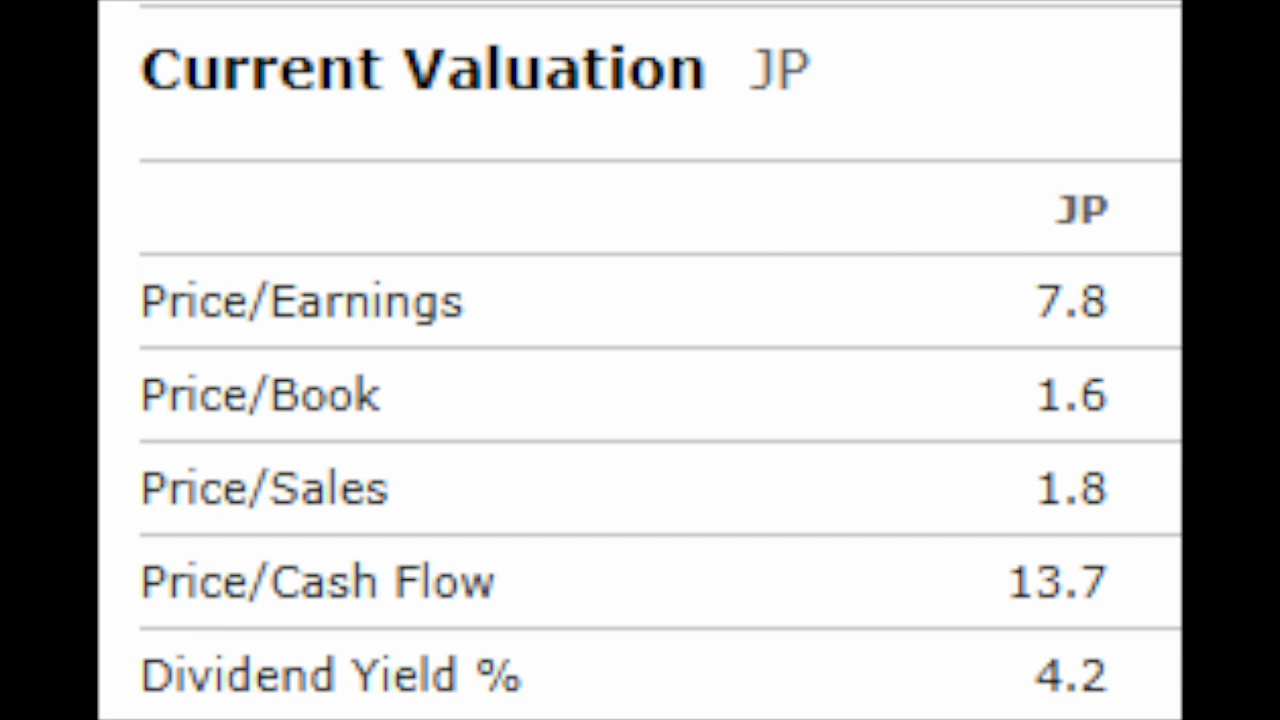 Current Valuation JP
JP
Price/Earnings 7.8
Price/Book 1.6
Price/Sales 1.8
Price/Cash Flow 13.7
Dividend Yield % 4.2